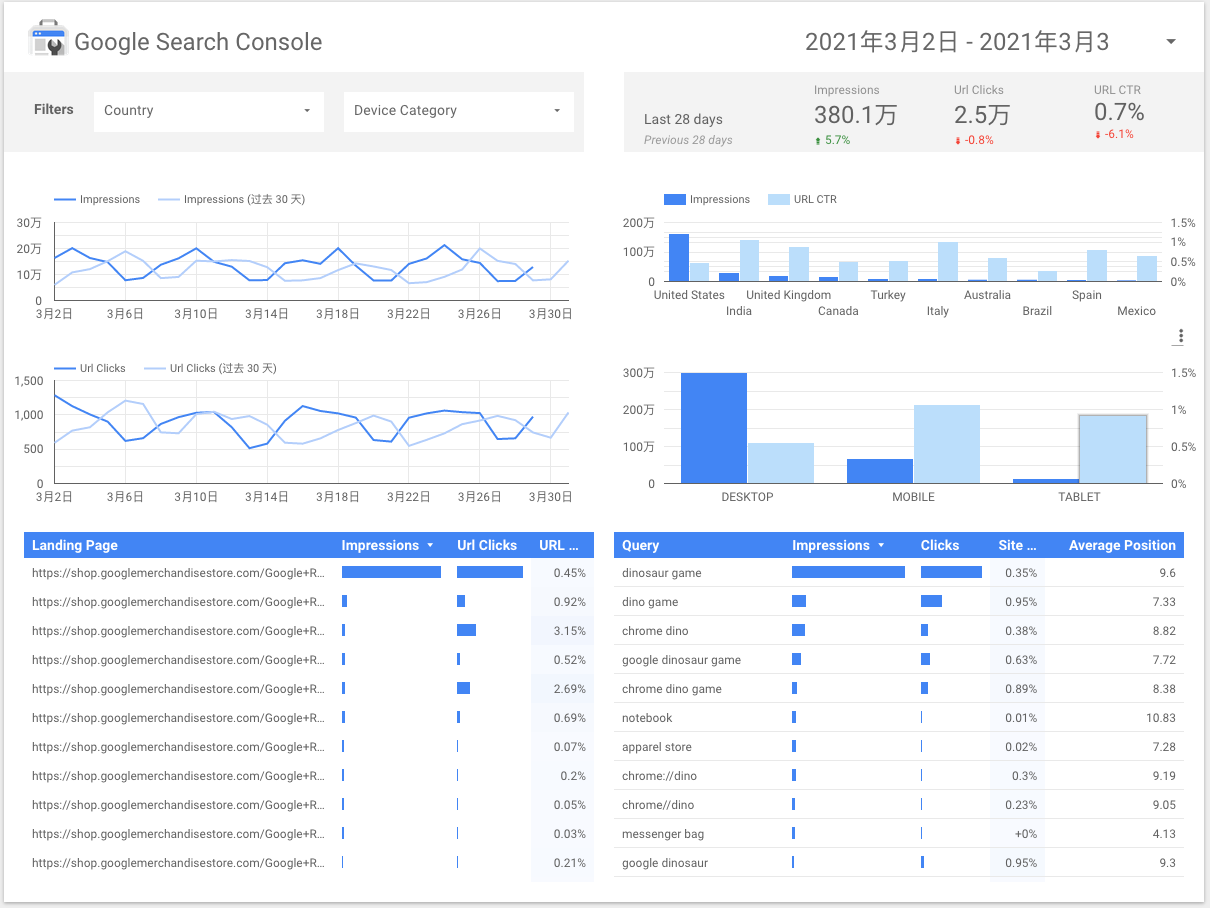 Google Search Console
2021年3月2日 - 2021年3月3
Filters
Country
Device Category
Last 28 days
Previous 28 days
Impressions
380.1万
5.7%
Url Clicks
2.5万
-0.8%
URL CTR
0.7%
-6.1%
Impressions Impressions (过去 30 天)
30万
20万
10万
0
3月2日 3月6日 3月10日 3月14日 3月18日 3月22日 3月26日 3月30日
Impressions URL CTR
200万 1.5%
100万 1%
0.5%
0 0%
United States United Kingdom Turkey Australia Spain
India Canada Italy Brazil Mexico
Url Clicks Url Clicks (过去 30 天)
1,500
1,000
500
0
3月2日 3月6日 3月10日 3月14日 3月18日 3月22日 3月26日 3月30日
300万 1.5%
200万 1%
100万 0.5%
0 0%
DESKTOP MOBILE TABLET
Landing Page Impressions Url Clicks URL ...
https://shop.googlemerchandisestore.com/Google+R... 0.45%
https://shop.googlemerchandisestore.com/Google+R... 0.92%
https://shop.googlemerchandisestore.com/Google+R... 3.15%
https://shop.googlemerchandisestore.com/Google+R... 0.52%
https://shop.googlemerchandisestore.com/Google+R... 2.69%
https://shop.googlemerchandisestore.com/Google+R... 0.69%
https://shop.googlemerchandisestore.com/Google+R... 0.07%
https://shop.googlemerchandisestore.com/Google+R... 0.2%
https://shop.googlemerchandisestore.com/Google+R... 0.05%
https://shop.googlemerchandisestore.com/Google+R... 0.03%
https://shop.googlemerchandisestore.com/Google+R... 0.21%
Query Impressions Clicks Site ... Average Position
dinosaur game 0.35% 9.6
dino game 0.95% 7.33
chrome dino 0.38% 8.82
google dinosaur game 0.63% 7.72
chrome dino game 0.89% 8.38
notebook 0.01% 10.83
apparel store 0.02% 7.28
chrome://dino 0.3% 9.19
chrome//dino 0.23% 9.05
messenger bag +0% 4.13
google dinosaur 0.95% 9.3